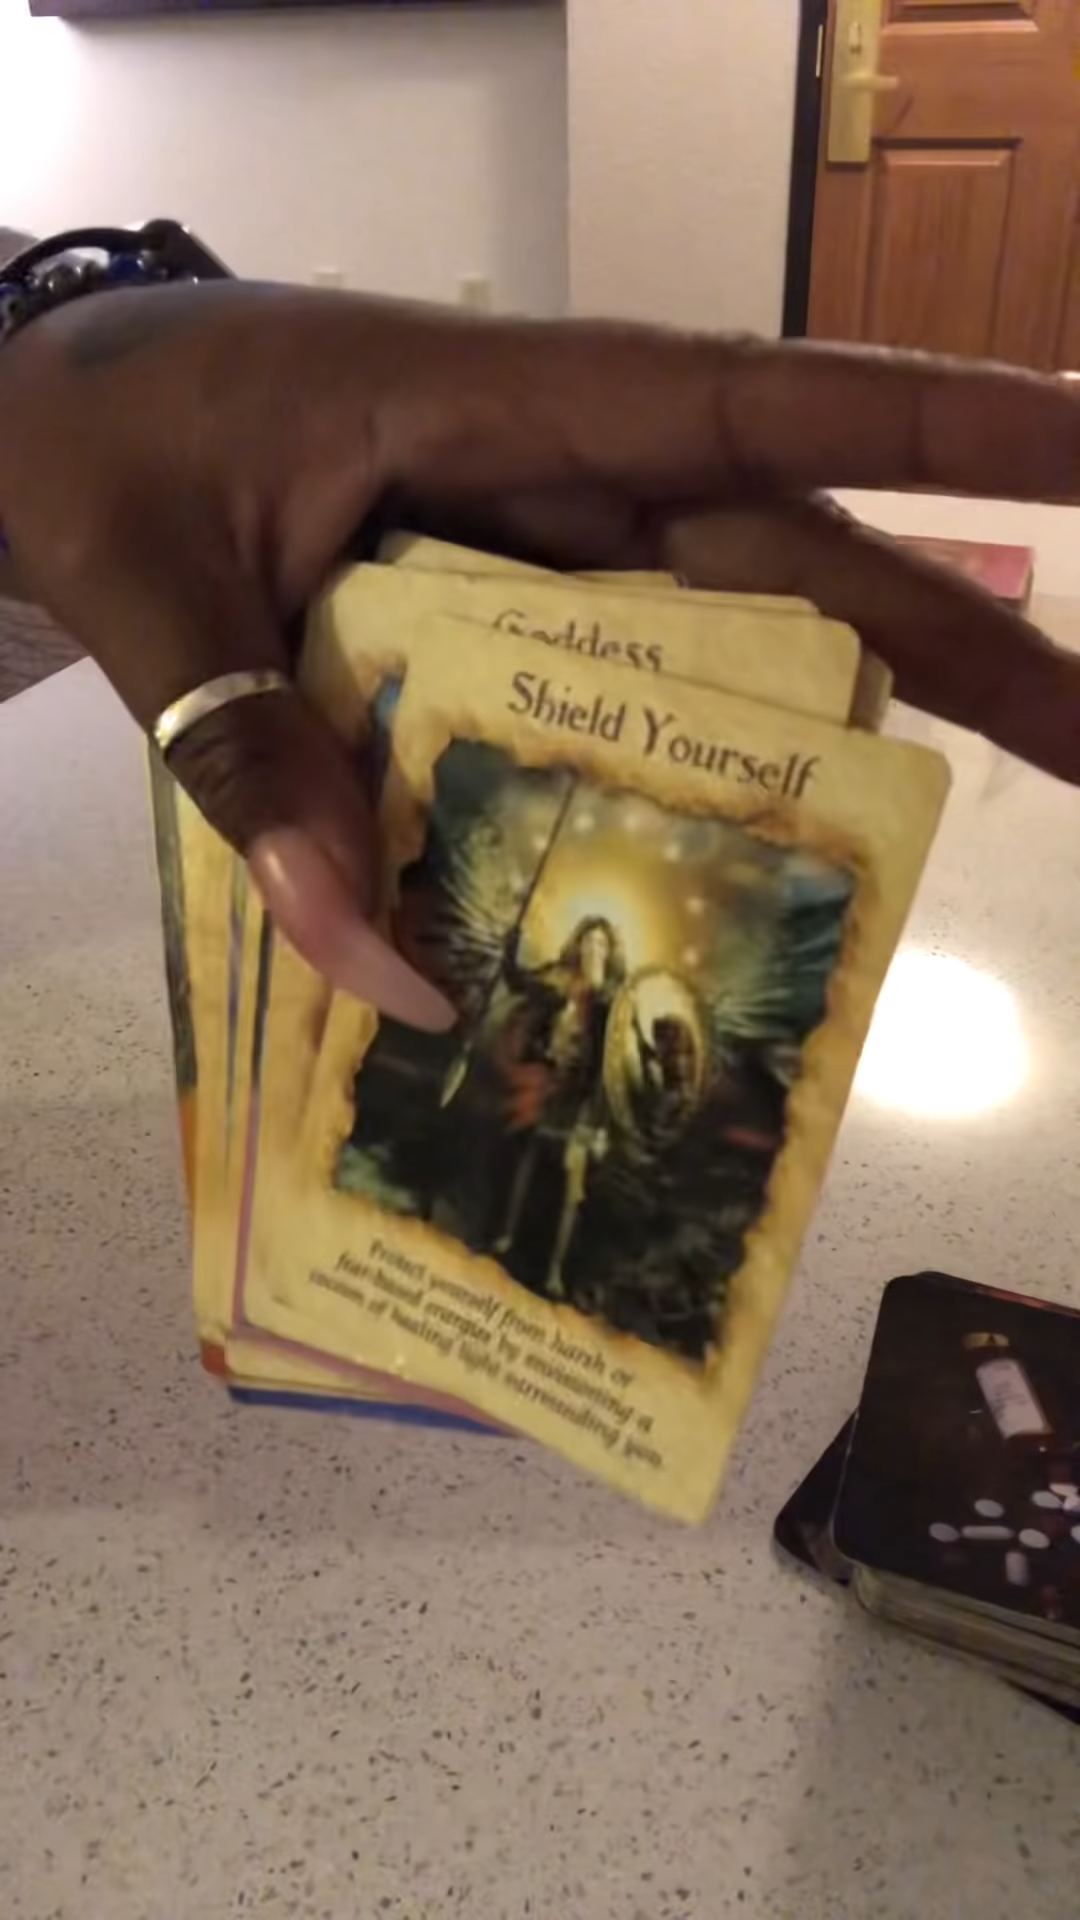 Goddess
Shield Yourself
Protect yourself from harsh or
fear-based energies by envisioning a
cocoon of healing light surrounding you.